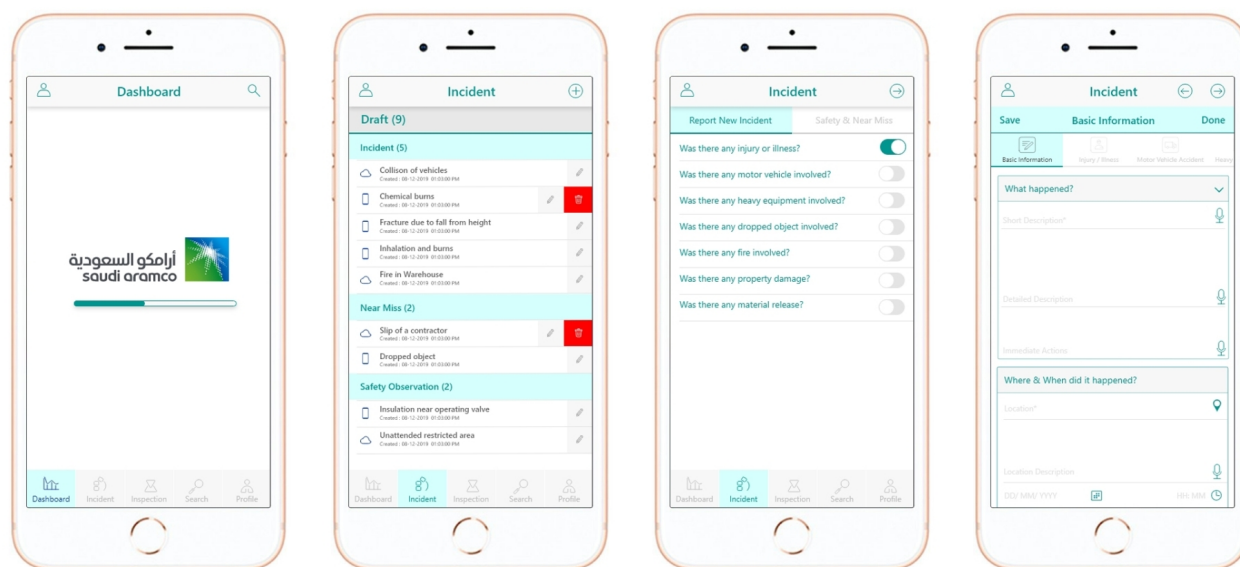 Dashboard
أرامكو السعودية
saudi aramco
Dashboard
Incident
Inspection
Search
Profile
Incident
Draft (9)
Incident (5)
Collison of vehicles
Created : 08-12-2019 01:03:00 PM
Chemical burns
Created : 08-12-2019 01:03:00 PM
Fracture due to fall from height
Created : 08-12-2019 01:03:00 PM
Inhalation and burns
Created : 08-12-2019 01:03:00 PM
Fire in Warehouse
Created : 08-12-2019 01:03:00 PM
Near Miss (2)
Slip of a contractor
Created : 08-12-2019 01:03:00 PM
Dropped object
Created : 08-12-2019 01:03:00 PM
Safety Observation (2)
Insulation near operating valve
Created : 08-12-2019 01:03:00 PM
Unattended restricted area
Created : 08-12-2019 01:03:00 PM
Dashboard
Incident
Inspection
Search
Profile
Incident
Report New Incident
Safety & Near Miss
Was there any injury or illness?
Was there any motor vehicle involved?
Was there any heavy equipment involved?
Was there any dropped object involved?
Was there any fire involved?
Was there any property damage?
Was there any material release?
Dashboard
Incident
Inspection
Search
Profile
Incident
Save
Basic Information
Done
Basic Information
Injury / Illness
Motor Vehicle Accident
Heavy
What happened?
Short Description*
Detailed Description
Immediate Actions
Where & When did it happened?
Location*
Location Description
DD/ MM/ YYYY
HH: MM